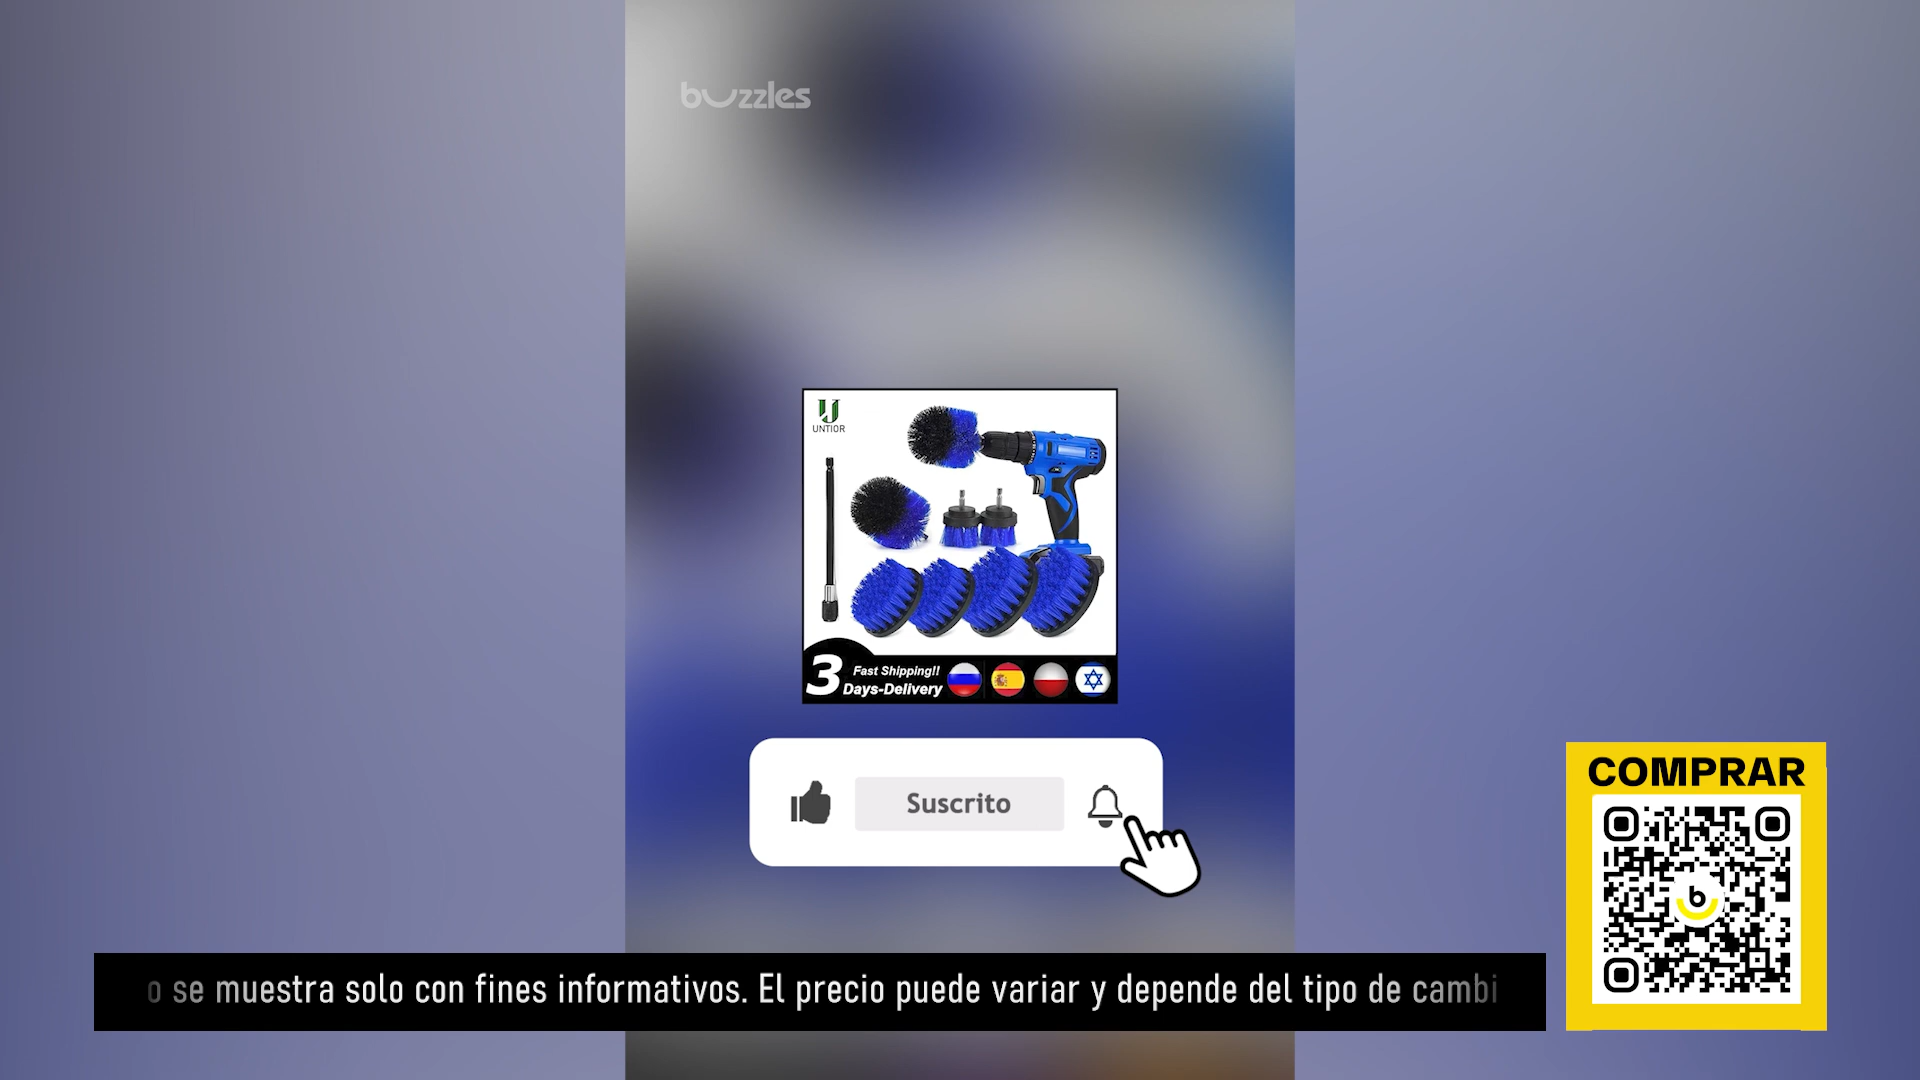 buzzles
UNTIOR
3 Fast Shipping!!
Days-Delivery
Suscrito
COMPRAR
b
o se muestra solo con fines informativos. El precio puede variar y depende del tipo de cambi